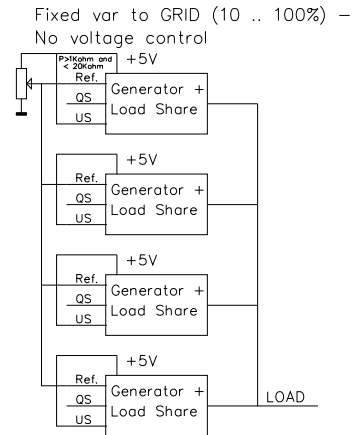 Fixed var to GRID (10 .. 100%) –
No voltage control
P>1Kohm and
< 20Kohm
+5V
Ref.
QS
US
Generator +
Load Share
+5V
Ref.
QS
US
Generator +
Load Share
+5V
Ref.
QS
US
Generator +
Load Share
+5V
Ref.
QS
US
Generator +
Load Share
LOAD